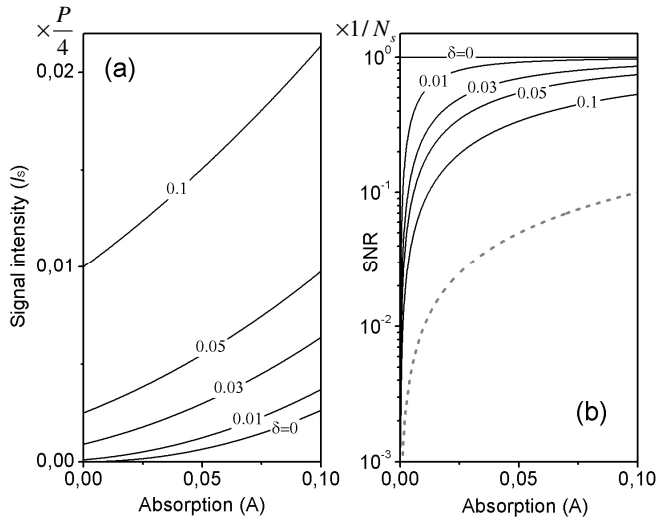 ×P/4
(a)
0,02
0,01
0,00
Signal intensity (Is)
0.1
0.05
0.03
0.01
δ=0
0,00
0,05
0,10
Absorption (A)
×1/Ns
10^0
10^-1
10^-2
10^-3
SNR
δ=0
0.01
0.03
0.05
0.1
(b)
0,00
0,05
0,10
Absorption (A)